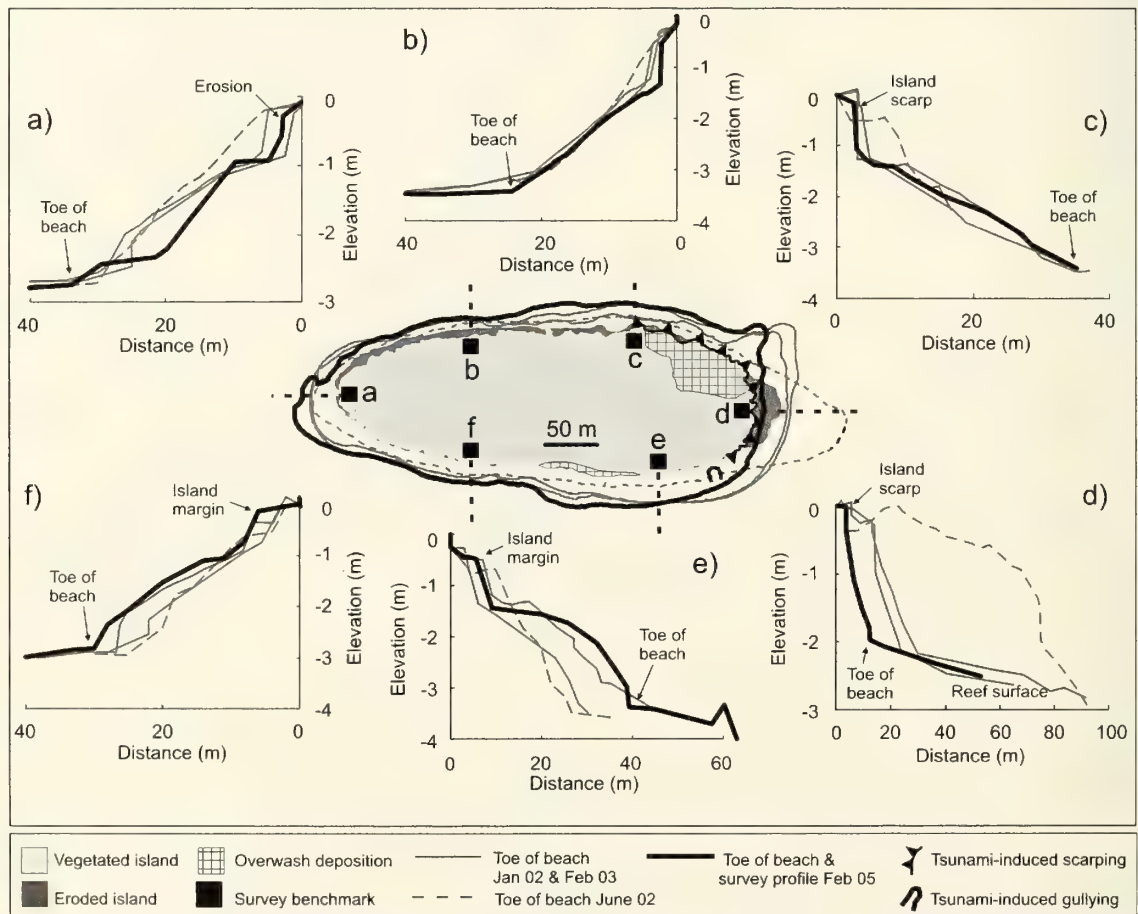 a)
Erosion
Toe of
beach
0
-1
-2
-3
Elevation (m)
40
20
0
Distance (m)
b)
Toe of
beach
0
-1
-2
-3
-4
Elevation (m)
40
20
0
Distance (m)
c)
Island
scarp
Toe of
beach
0
-1
-2
-3
-4
Elevation (m)
0
20
40
Distance (m)
a
b
c
d
e
f
50 m
f)
Island
margin
Toe of
beach
0
-1
-2
-3
-4
Elevation (m)
40
20
0
Distance (m)
e)
Island
margin
Toe of
beach
0
-1
-2
-3
-4
Elevation (m)
0
20
40
60
Distance (m)
d)
Island
scarp
Toe of
beach
Reef surface
0
-1
-2
-3
Elevation (m)
0
20
40
60
80
100
Distance (m)
Vegetated island
Overwash deposition
Toe of beach
Jan 02 & Feb 03
Toe of beach &
survey profile Feb 05
Tsunami-induced scarping
Eroded island
Survey benchmark
Toe of beach June 02
Tsunami-induced gullying